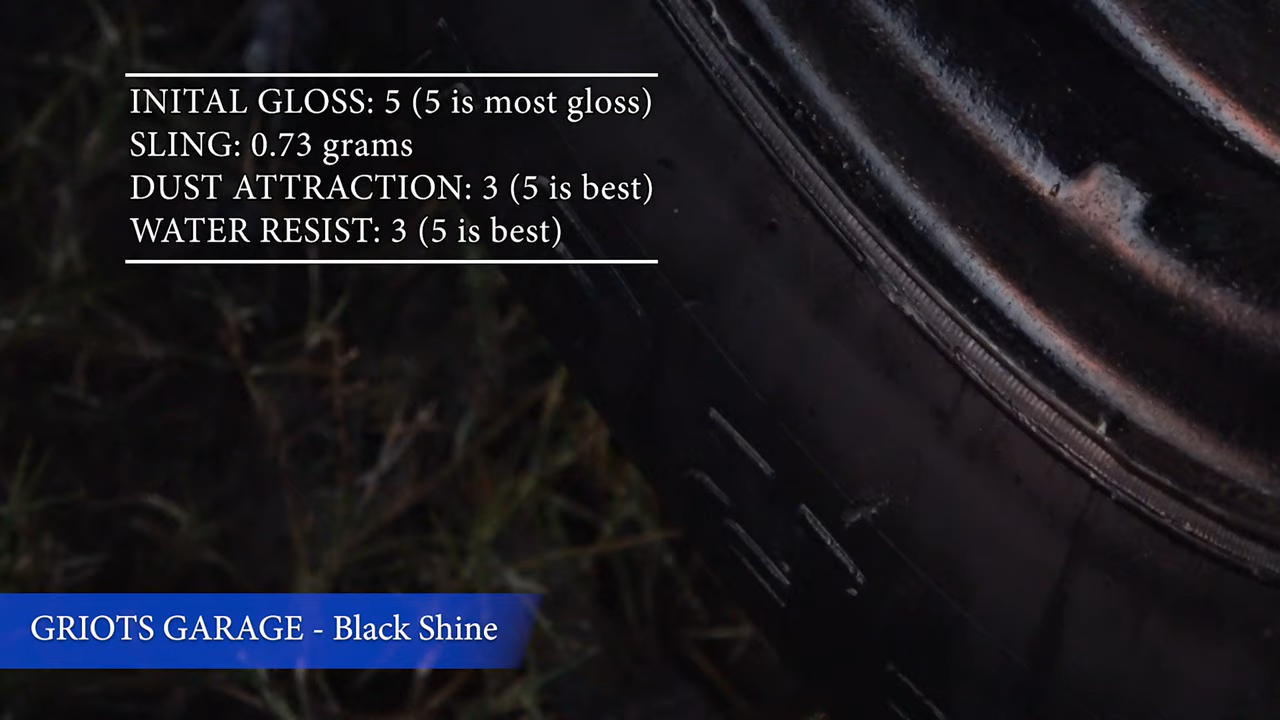 INITAL GLOSS: 5 (5 is most gloss)
SLING: 0.73 grams
DUST ATTRACTION: 3 (5 is best)
WATER RESIST: 3 (5 is best)
GRIOTS GARAGE - Black Shine